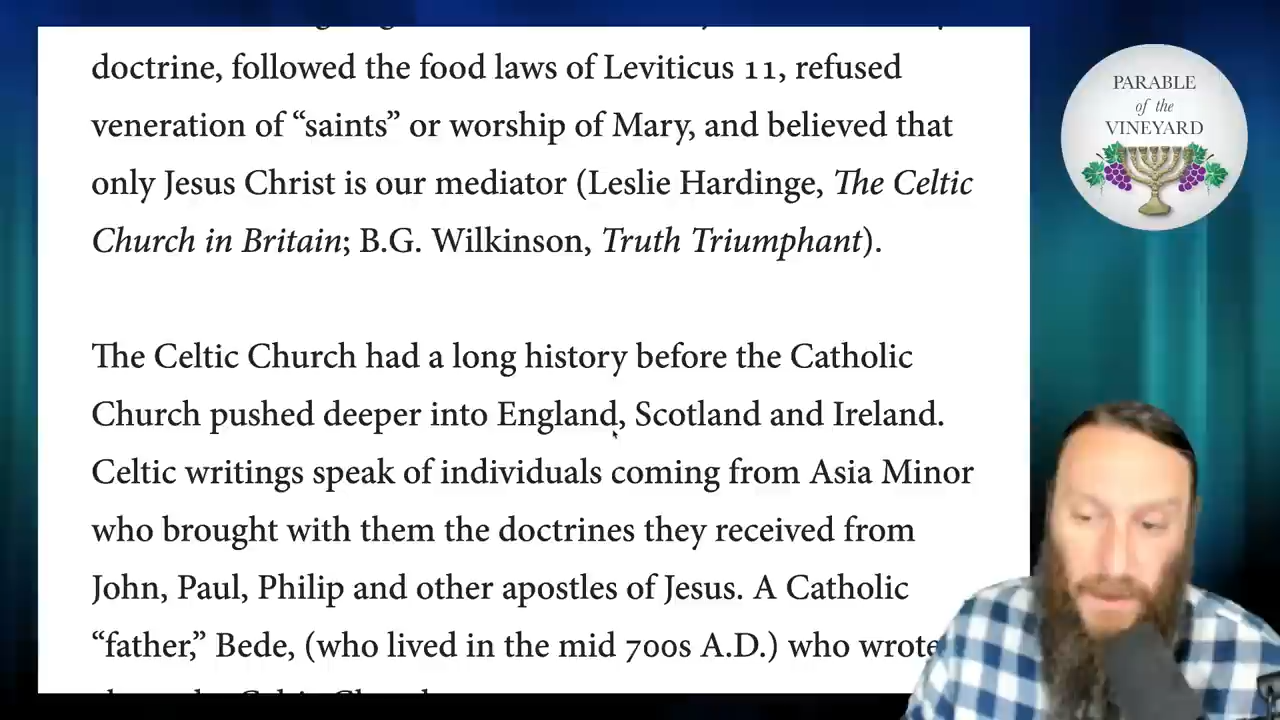 doctrine, followed the food laws of Leviticus 11, refused
veneration of “saints” or worship of Mary, and believed that
only Jesus Christ is our mediator (Leslie Hardinge, The Celtic
Church in Britain; B.G. Wilkinson, Truth Triumphant).
The Celtic Church had a long history before the Catholic
Church pushed deeper into England, Scotland and Ireland.
Celtic writings speak of individuals coming from Asia Minor
who brought with them the doctrines they received from
John, Paul, Philip and other apostles of Jesus. A Catholic
“father,” Bede, (who lived in the mid 700s A.D.) who wrote
PARABLE
of the
VINEYARD